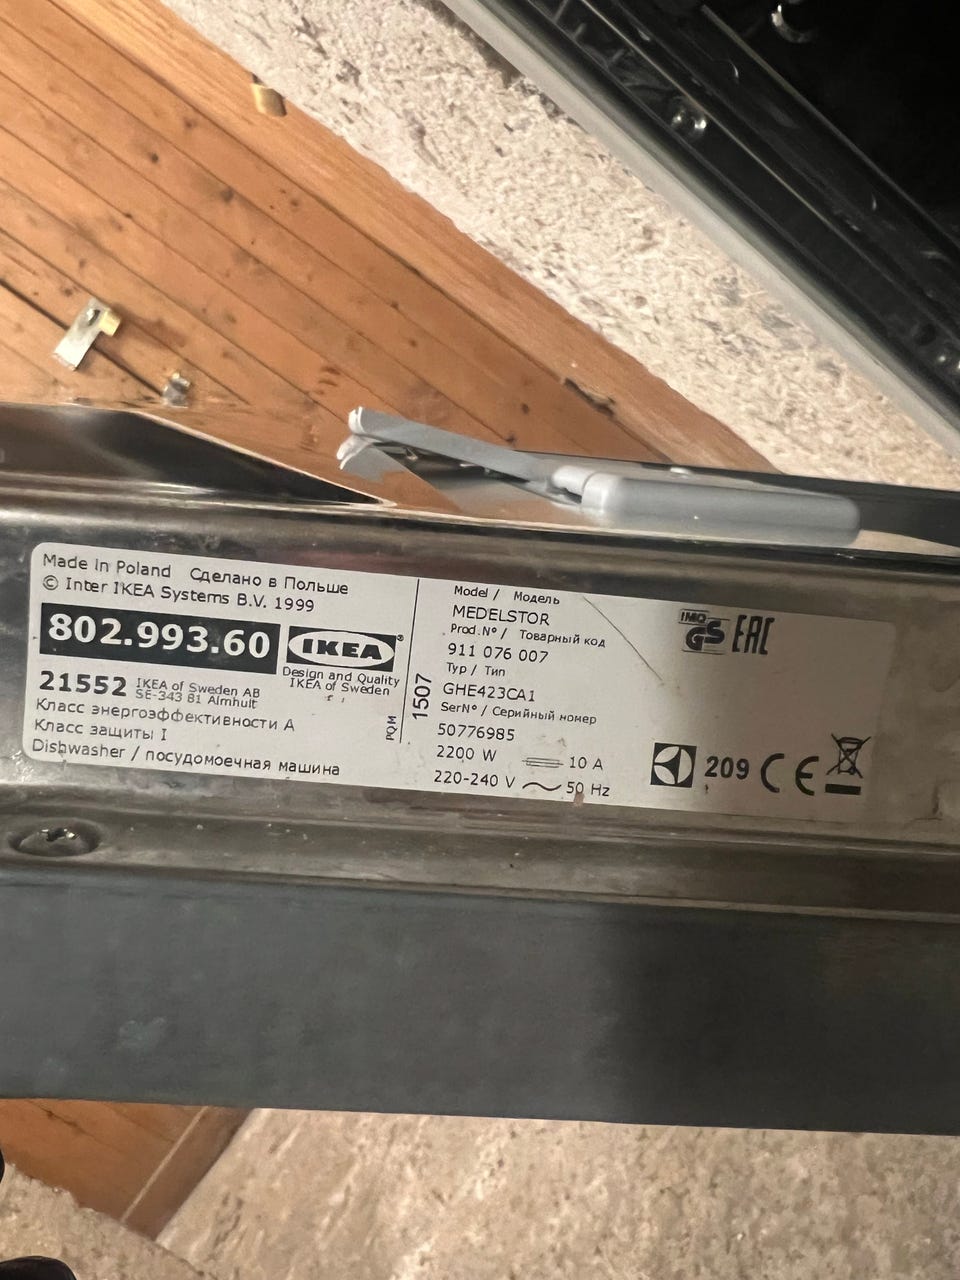 Made In Poland Сделано в Польше
© Inter IKEA Systems B.V. 1999
802.993.60
IKEA®
Design and Quality
IKEA of Sweden
21552
IKEA of Sweden AB
SE-343 81 Älmhult
Класс энергоэффективности A
Класс защиты I
Dishwasher / посудомоечная машина
PQM
1507
Model / Модель
MEDELSTOR
Prod.N° / Товарный код
911 076 007
Typ / Тип
GHE423CA1
SerN° / Серийный номер
50776985
2200 W 10 A
220-240 V 50 Hz
IMQ
GS
EAC
209 CE